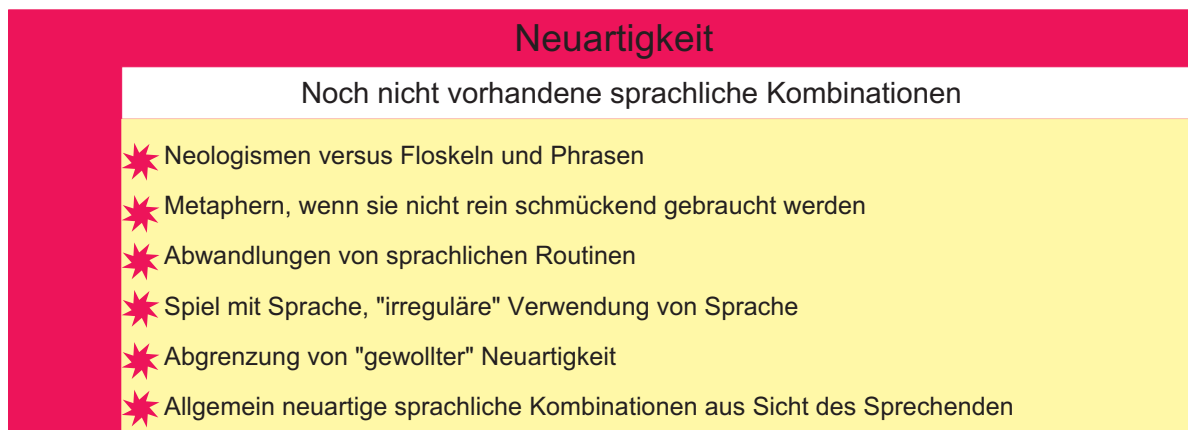 Neuartigkeit
Noch nicht vorhandene sprachliche Kombinationen
Neologismen versus Floskeln und Phrasen
Metaphern, wenn sie nicht rein schmückend gebraucht werden
Abwandlungen von sprachlichen Routinen
Spiel mit Sprache, "irreguläre" Verwendung von Sprache
Abgrenzung von "gewollter" Neuartigkeit
Allgemein neuartige sprachliche Kombinationen aus Sicht des Sprechenden